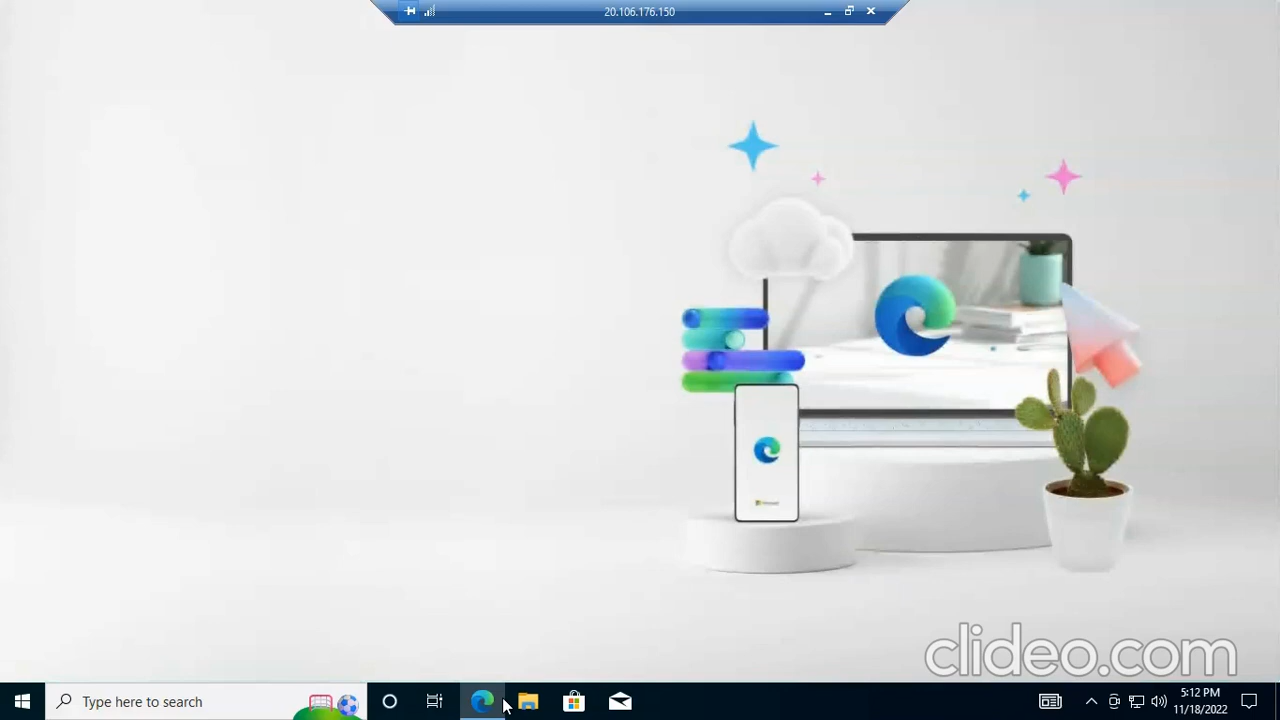 20.106.176.150
clideo.com
Type here to search
5:12 PM
11/18/2022